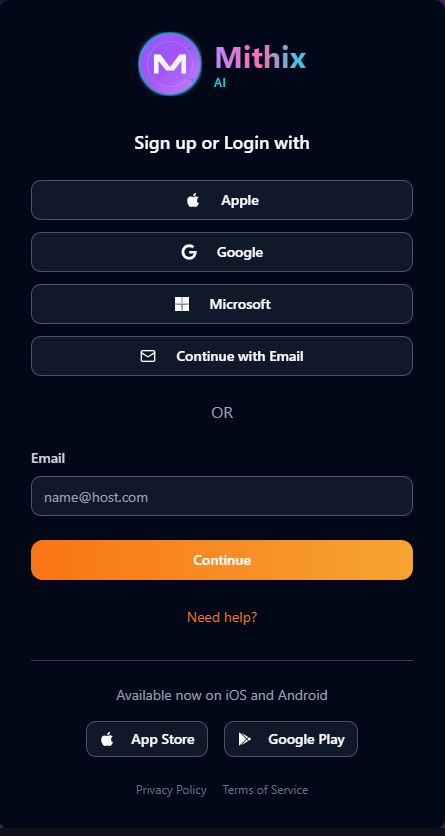 Mithix
AI
Sign up or Login with
Apple
Google
Microsoft
Continue with Email
OR
Email
name@host.com
Continue
Need help?
Available now on iOS and Android
App Store Google Play
Privacy Policy Terms of Service